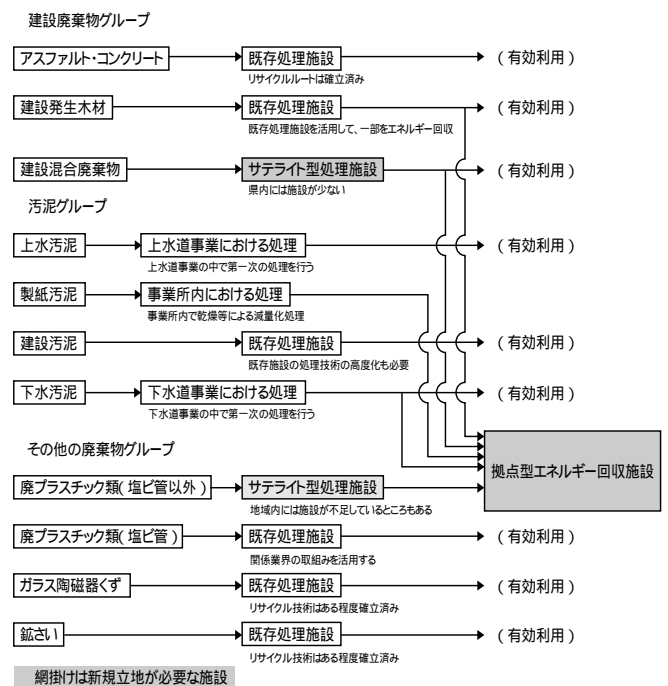 建設廃棄物グループ
アスファルト・コンクリート 既存処理施設 (有効利用)
リサイクルルートは確立済み
建設発生木材 既存処理施設 (有効利用)
既存処理施設を活用して、一部をエネルギー回収
建設混合廃棄物 サテライト型処理施設 (有効利用)
県内には施設が少ない
汚泥グループ
上水汚泥 上水道事業における処理 (有効利用)
上水道事業の中で第一次の処理を行う
製紙汚泥 事業所内における処理
事業所内で乾燥等による減量化処理
建設汚泥 既存処理施設 (有効利用)
既存施設の処理技術の高度化も必要
下水汚泥 下水道事業における処理 (有効利用)
下水道事業の中で第一次の処理を行う
その他の廃棄物グループ
拠点型エネルギー回収施設
廃プラスチック類(塩ビ管以外) サテライト型処理施設
地域内には施設が不足しているところもある
廃プラスチック類(塩ビ管) 既存処理施設 (有効利用)
関係業界の取組みを活用する
ガラス陶磁器くず 既存処理施設 (有効利用)
リサイクル技術はある程度確立済み
鉱さい 既存処理施設 (有効利用)
リサイクル技術はある程度確立済み
網掛けは新規立地が必要な施設